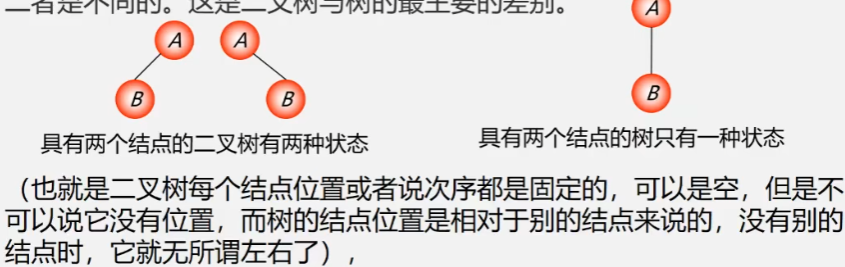 二者是不同的。这是二叉树与树的最主要的差别。
A A A
B B B
具有两个结点的二叉树有两种状态 具有两个结点的树只有一种状态
（也就是二叉树每个结点位置或者说次序都是固定的，可以是空，但是不
可以说它没有位置，而树的结点位置是相对于别的结点来说的，没有别的
结点时，它就无所谓左右了），